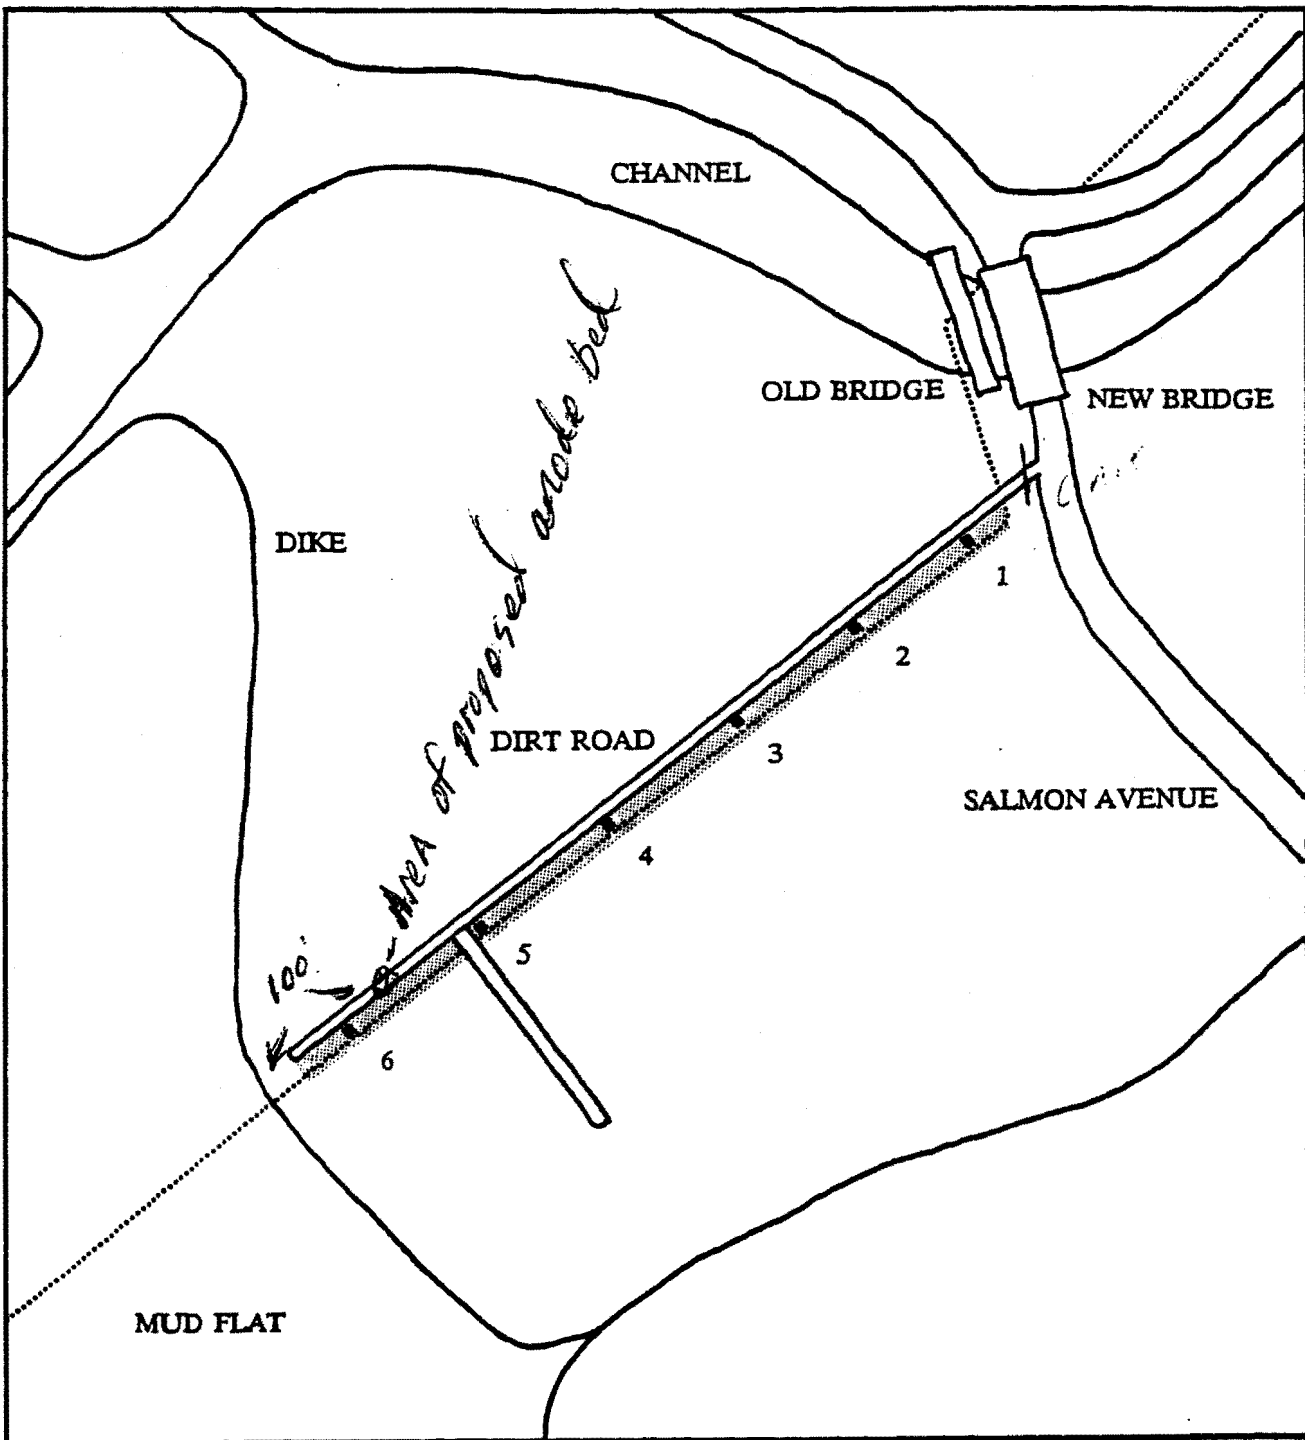 CHANNEL
OLD BRIDGE
NEW BRIDGE
DIKE
Area of proposed anode bed
1
2
DIRT ROAD
3
SALMON AVENUE
4
5
100'
6
MUD FLAT